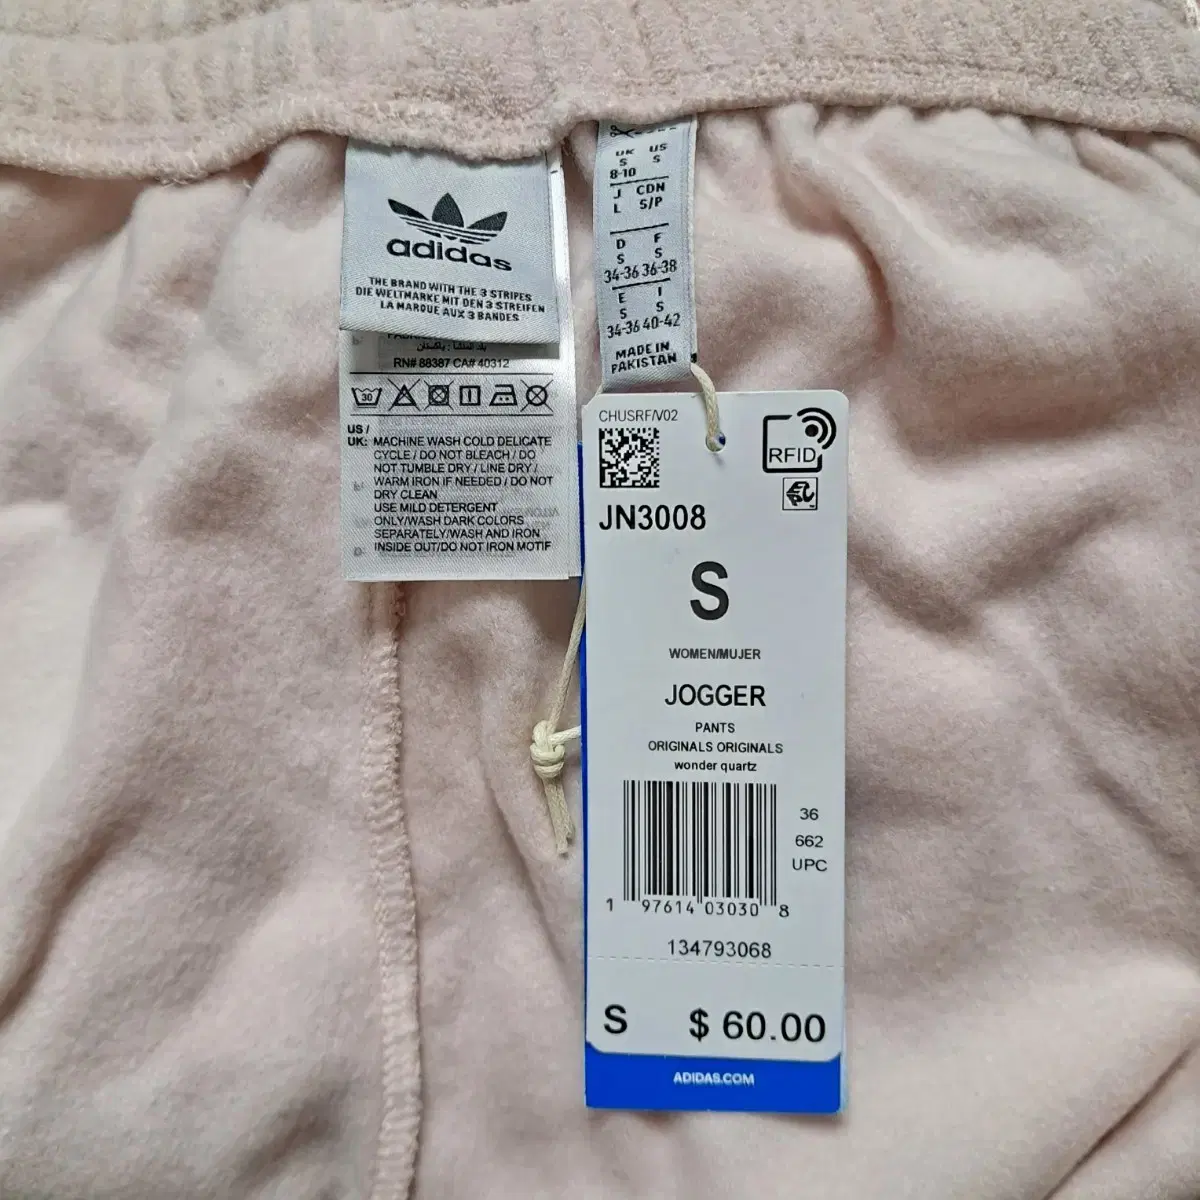 adidas
THE BRAND WITH THE 3 STRIPES
DIE WELTMARKE MIT DEN 3 STREIFEN
LA MARQUE AUX 3 BANDES
RN# 88387 CA# 40312
30
US /
UK: MACHINE WASH COLD DELICATE
CYCLE / DO NOT BLEACH / DO
NOT TUMBLE DRY / LINE DRY /
WARM IRON IF NEEDED / DO NOT
DRY CLEAN
USE MILD DETERGENT
ONLY/WASH DARK COLORS
SEPARATELY/WASH AND IRON
INSIDE OUT/DO NOT IRON MOTIF
UK US
S S
8-10
J CDN
L S/P
D F
S S
34-36 36-38
E I
S S
34-36 40-42
MADE IN
PAKISTAN
CHUSRF/V02
RFID
JN3008
S
WOMEN/MUJER
JOGGER
PANTS
ORIGINALS ORIGINALS
wonder quartz
36
662
UPC
1 97614 03030 8
134793068
S $ 60.00
ADIDAS.COM